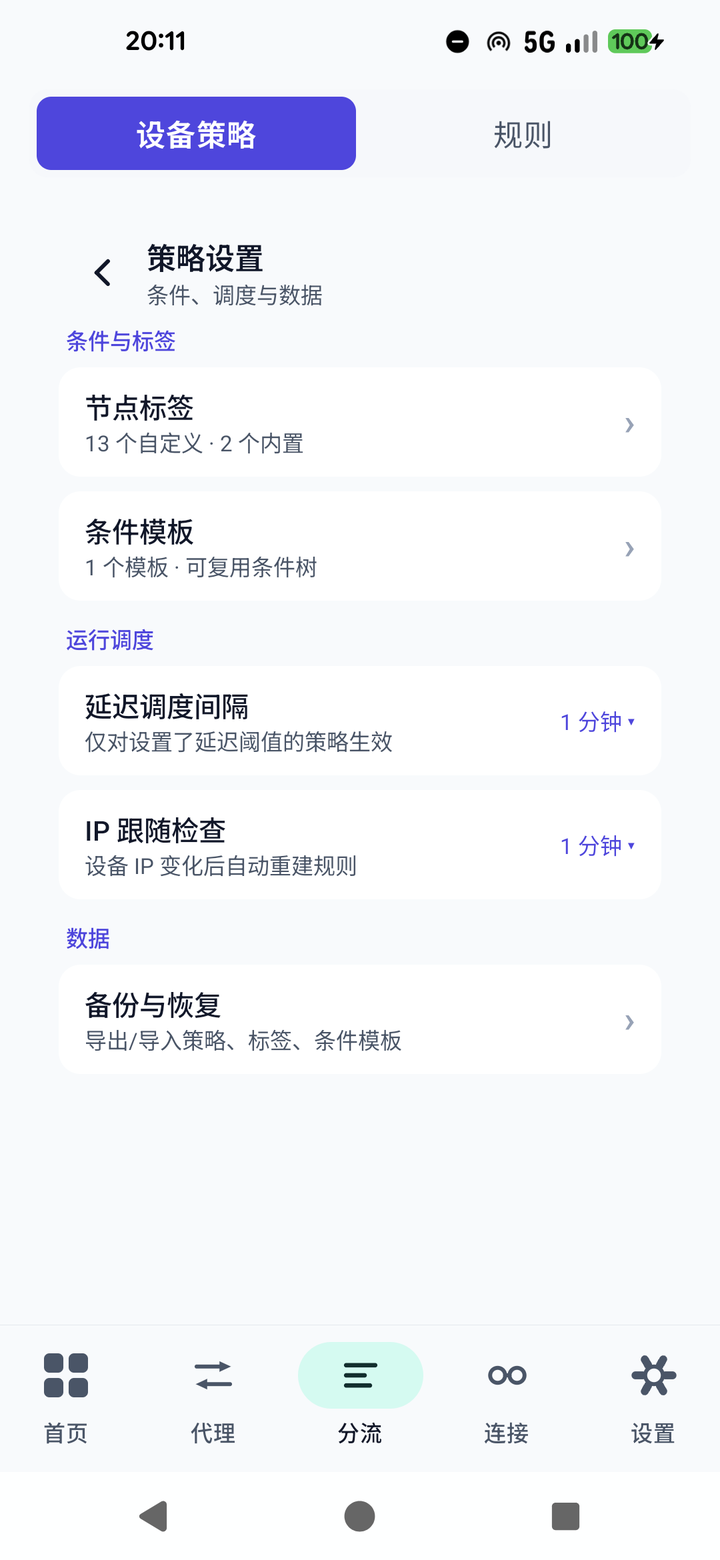 20:11
5G
100
设备策略
规则
策略设置
条件、调度与数据
条件与标签
节点标签
13 个自定义 · 2 个内置
条件模板
1 个模板 · 可复用条件树
运行调度
延迟调度间隔
仅对设置了延迟阈值的策略生效
1 分钟
IP 跟随检查
设备 IP 变化后自动重建规则
1 分钟
数据
备份与恢复
导出/导入策略、标签、条件模板
首页
代理
分流
连接
设置